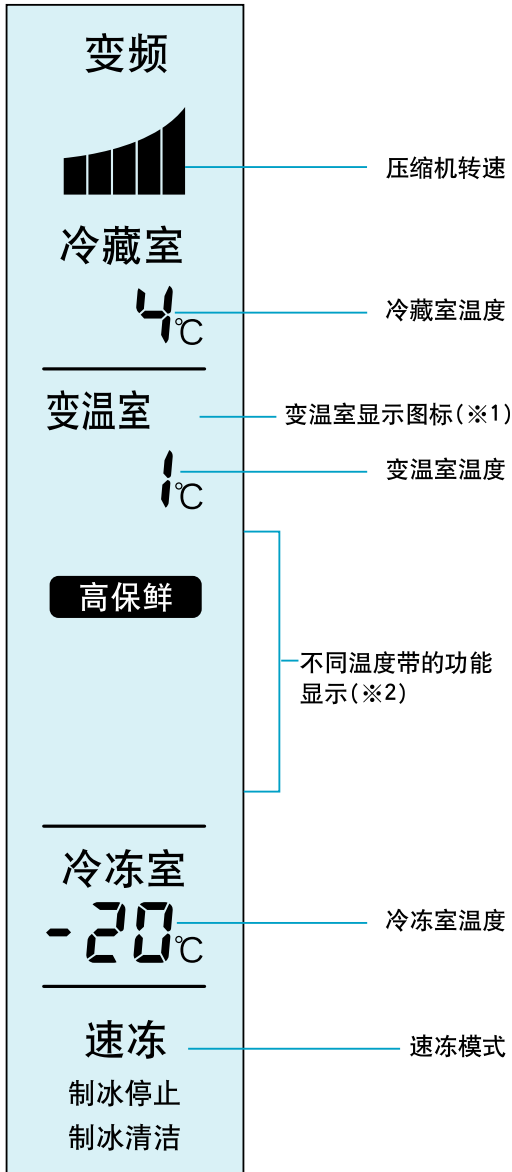 变频
压缩机转速
冷藏室
4℃
冷藏室温度
变温室
变温室显示图标(※1)
1℃
变温室温度
高保鲜
不同温度带的功能
显示(※2)
冷冻室
-20℃
冷冻室温度
速冻
速冻模式
制冰停止
制冰清洁